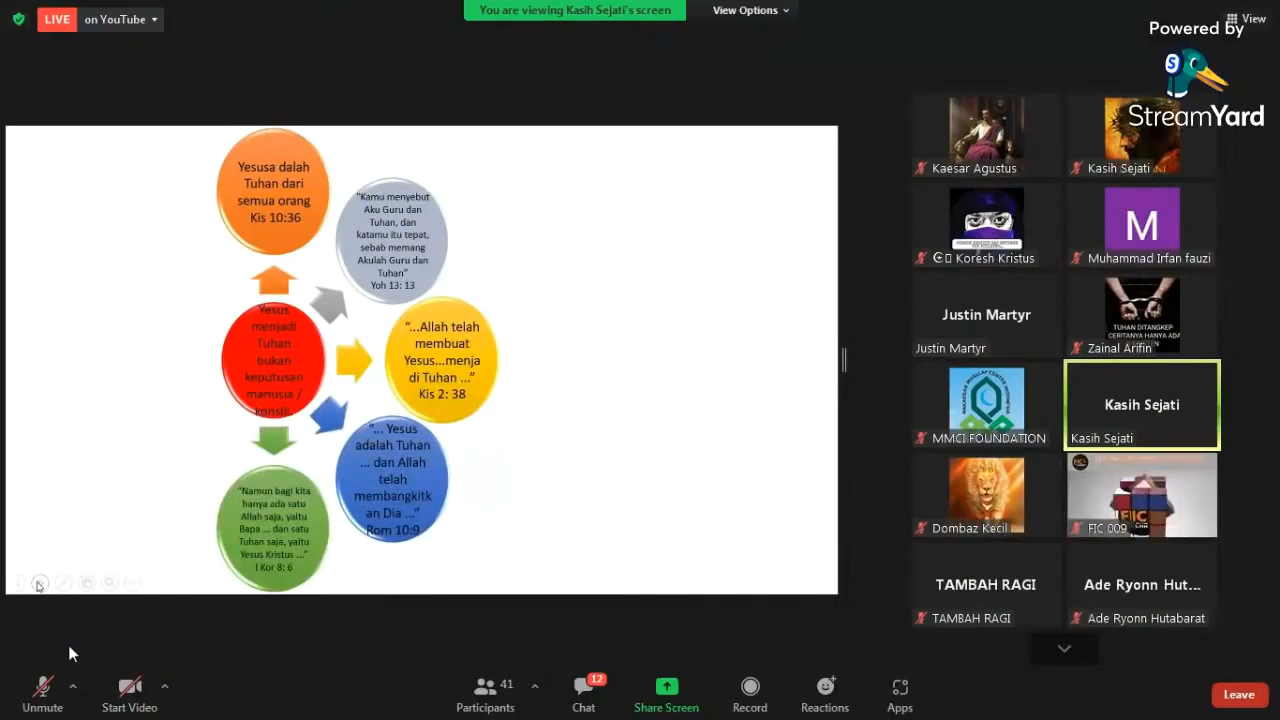 LIVE on YouTube
You are viewing Kasih Sejati's screen
View Options
View
Powered by
StreamYard
Yesusa dalah
Tuhan dari
semua orang
Kis 10:36
"Kamu menyebut
Aku Guru dan
Tuhan, dan
katamu itu tepat,
sebab memang
Akulah Guru dan
Tuhan"
Yoh 13: 13
Yesus
menjadi
Tuhan
bukan
keputusan
manusia /
konsili.
"...Allah telah
membuat
Yesus...menja
di Tuhan ..."
Kis 2: 38
"... Yesus
adalah Tuhan
... dan Allah
telah
membangkitk
an Dia ..."
Rom 10:9
"Namun bagi kita
hanya ada satu
Allah saja, yaitu
Bapa ... dan satu
Tuhan saja, yaitu
Yesus Kristus ..."
I Kor 8: 6
Kaesar Agustus
Kasih Sejati
Koresh Kristus
M
Muhammad Irfan fauzi
Justin Martyr
Justin Martyr
TUHAN DITANGKEP
CERITANYA HANYA ADA
Zainal Arifin
MMCI FOUNDATION
Kasih Sejati
Kasih Sejati
Dombaz Kecil
FIC
FIC 009
TAMBAH RAGI
TAMBAH RAGI
Ade Ryonn Hut...
Ade Ryonn Hutabarat
Unmute
Start Video
41
Participants
12
Chat
Share Screen
Record
Reactions
Apps
Leave